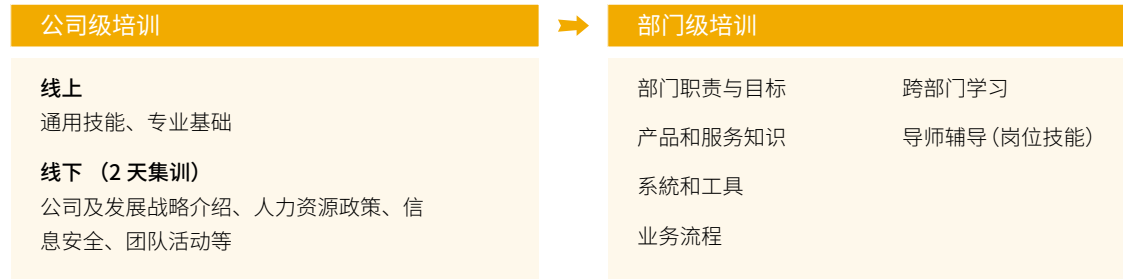 公司级培训
线上
通用技能、专业基础
线下 （2 天集训）
公司及发展战略介绍、人力资源政策、信
息安全、团队活动等
部门级培训
部门职责与目标
产品和服务知识
系統和工具
业务流程
跨部门学习
导师辅导（岗位技能）